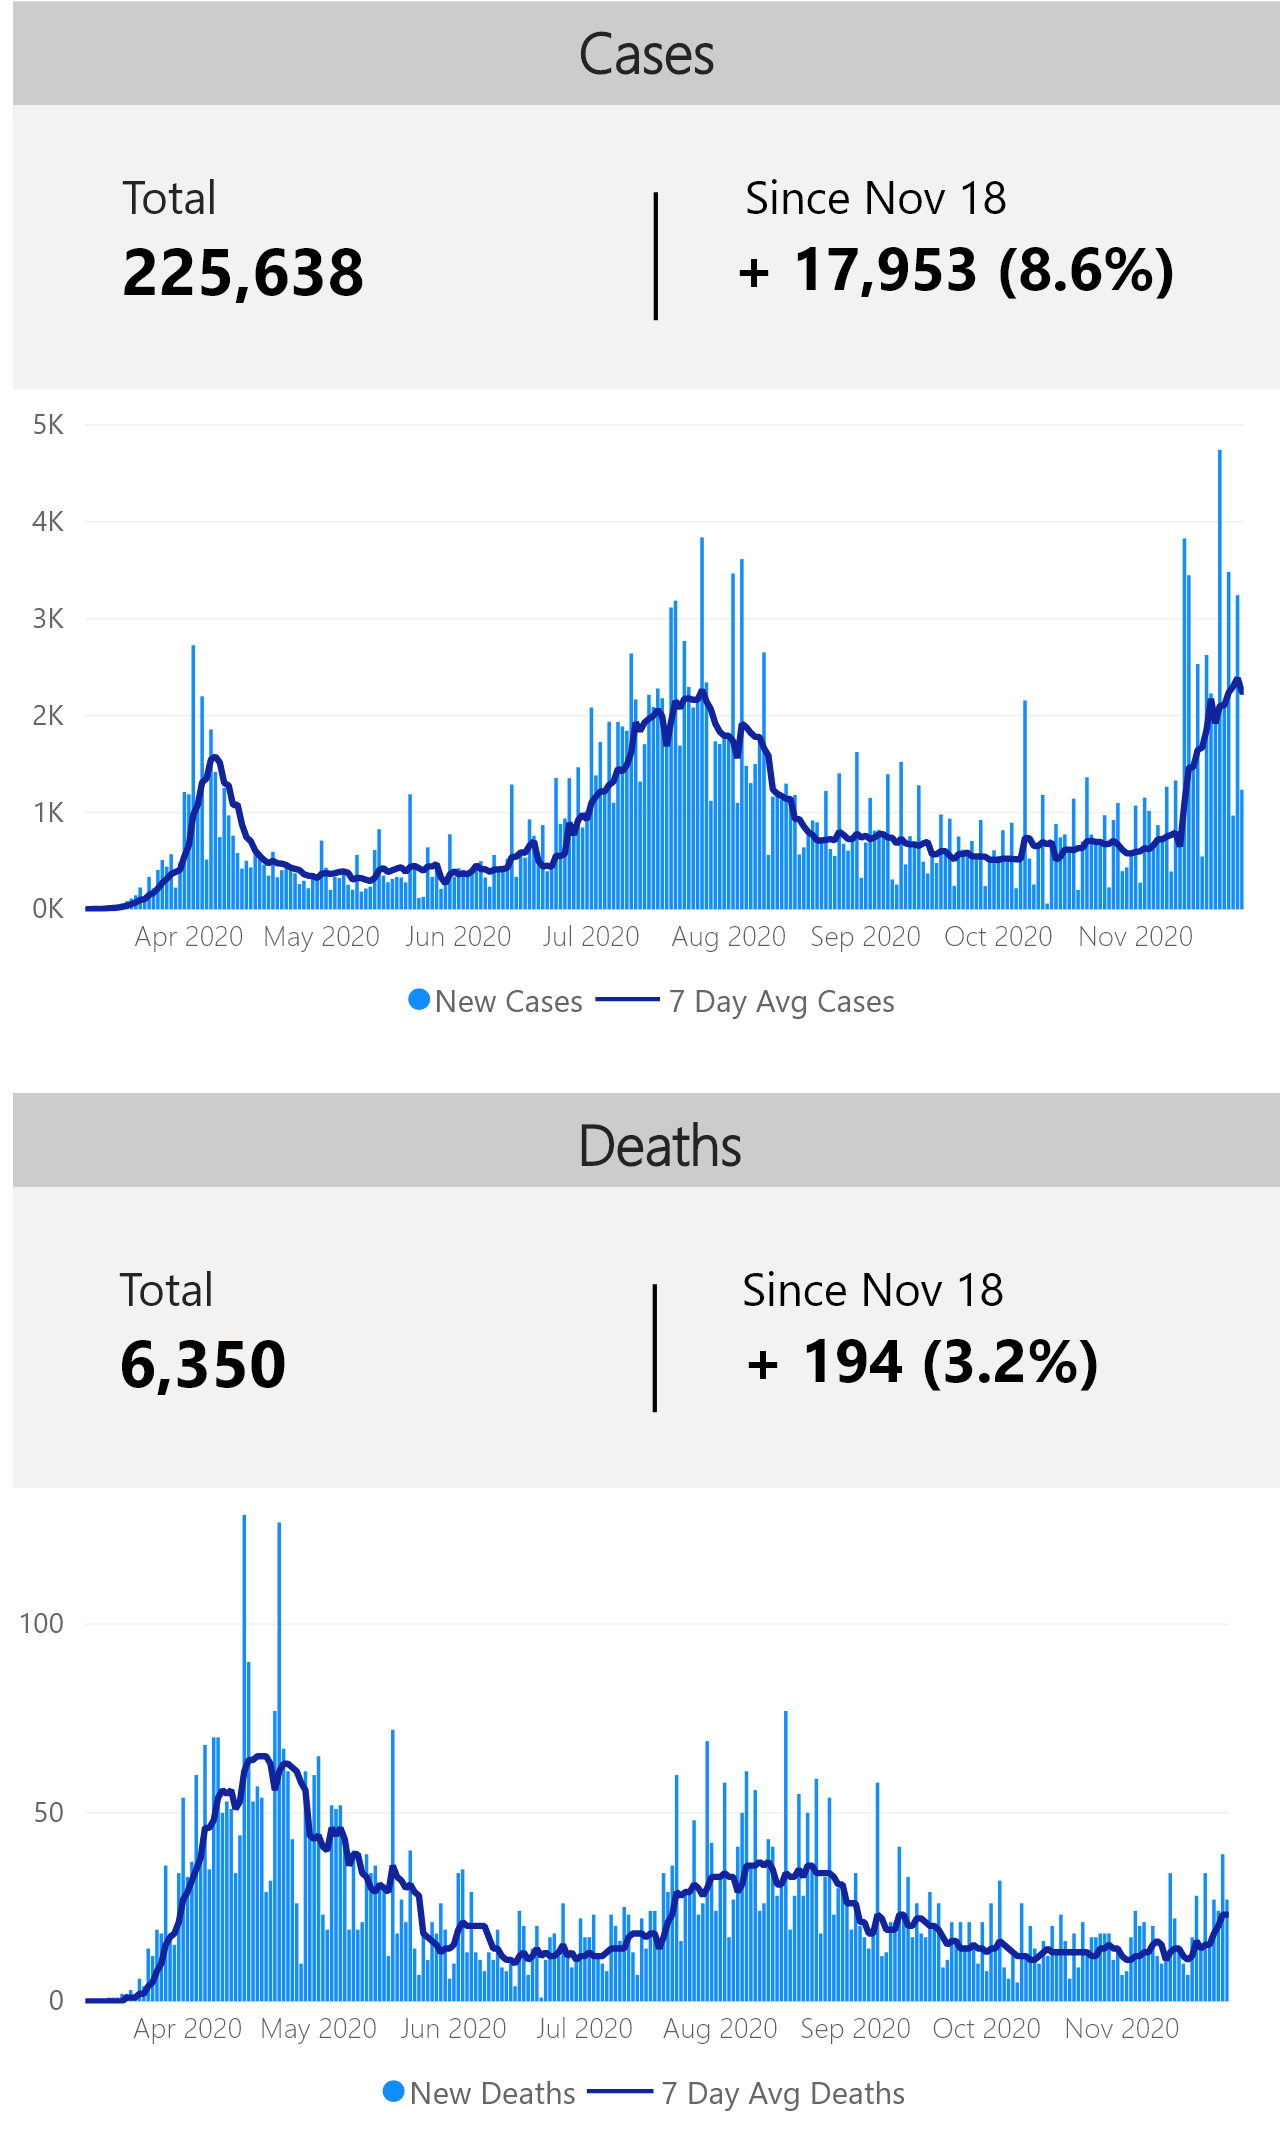 Cases
Total
Since Nov 18
225,638
+ 17,953 (8.6%)
5K
4K
3K
2K
1K
0K
Apr 2020 May 2020 Jun 2020 Jul 2020 Aug 2020 Sep 2020 Oct 2020 Nov 2020
New Cases 7 Day Avg Cases
Deaths
Total
Since Nov 18
6,350
+ 194 (3.2%)
100
50
0
Apr 2020 May 2020 Jun 2020 Jul 2020 Aug 2020 Sep 2020 Oct 2020 Nov 2020
New Deaths 7 Day Avg Deaths